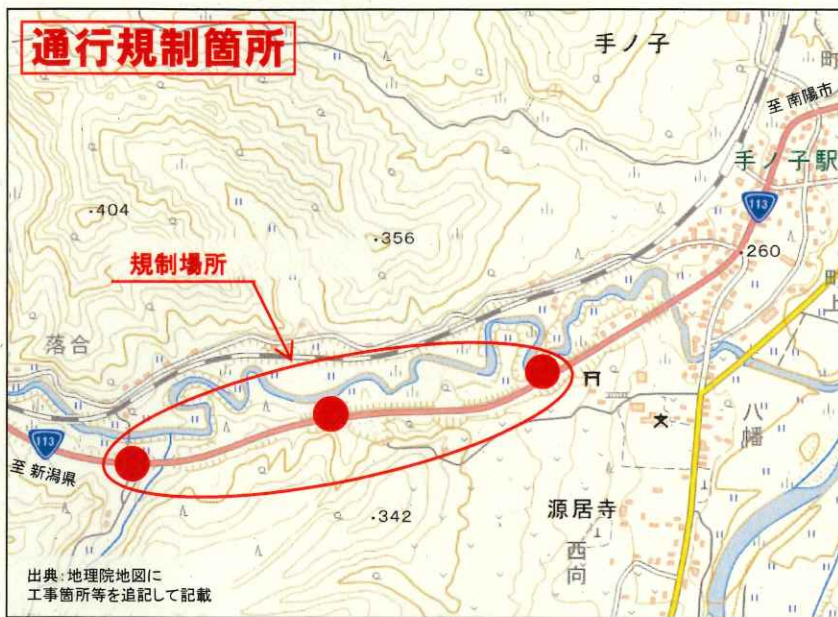 通行規制箇所
手ノ子
町
至 南陽市
手ノ子駅
113
・404
・356
・260
規制場所
町上
落合
八幡
113
至 新潟県
・342
源居寺
西向
出典:地理院地図に
工事箇所等を追記して記載